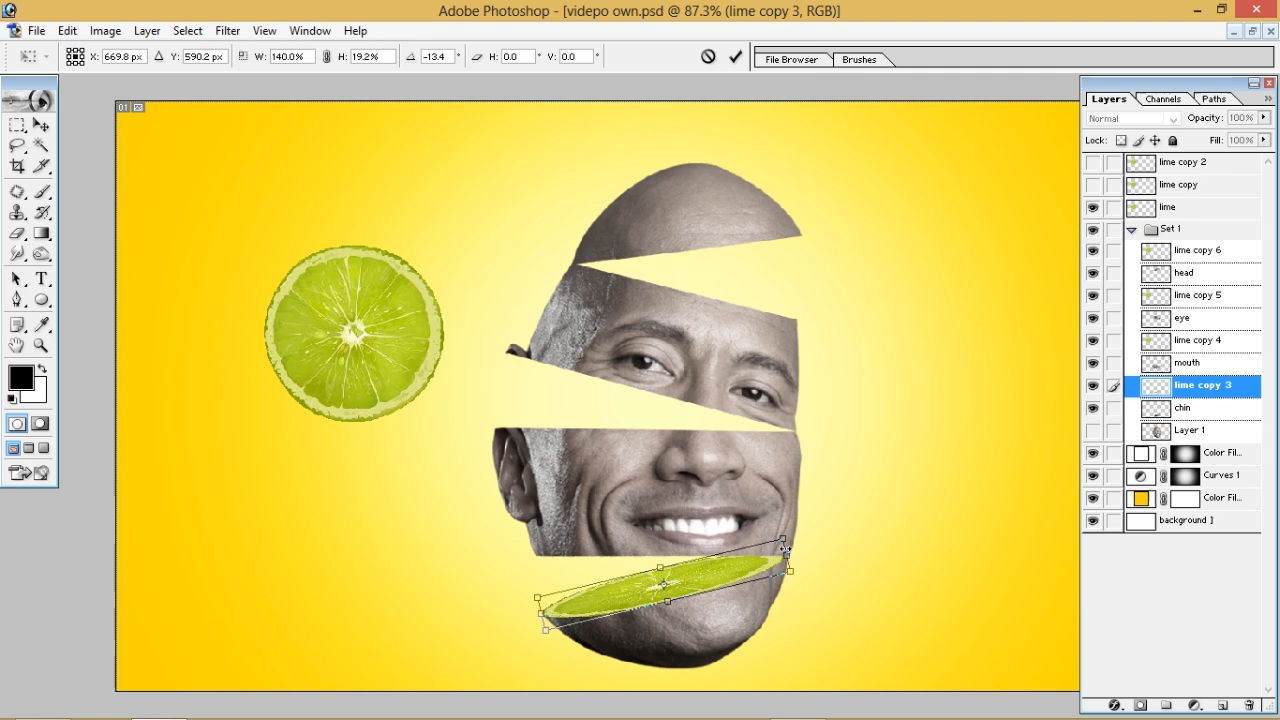 Adobe Photoshop - [videpo own.psd @ 87.3% (lime copy 3, RGB)]
File Edit Image Layer Select Filter View Window Help
X: 669.8 px Y: 590.2 px W: 140.0% H: 19.2% -13.4 ° H: 0.0 ° V: 0.0 ° File Browser Brushes
Layers Channels Paths
01
Normal Opacity: 100%
Lock: Fill: 100%
lime copy 2
lime copy
lime
Set 1
lime copy 6
head
lime copy 5
eye
lime copy 4
mouth
lime copy 3
chin
Layer 1
Color Fil...
Curves 1
Color Fil...
background 1